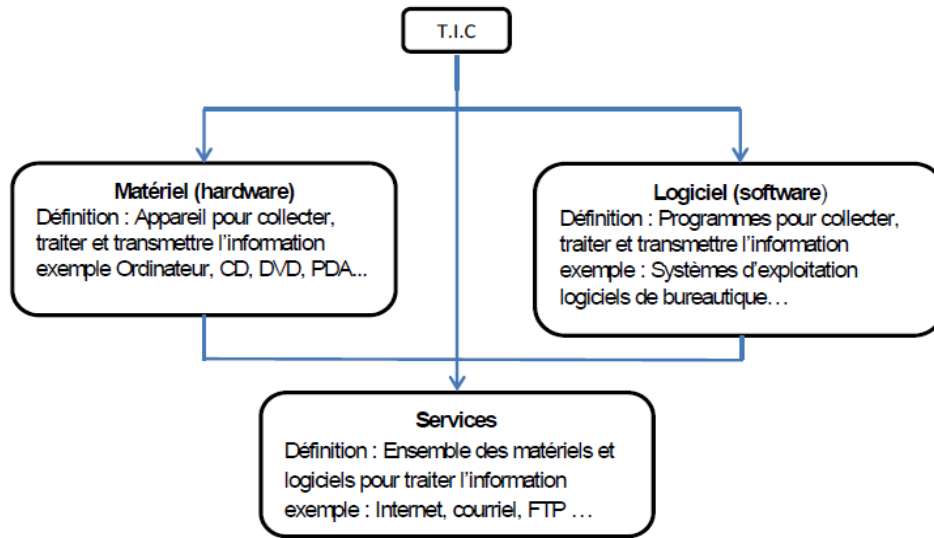 T.I.C
Matériel (hardware)
Définition : Appareil pour collecter,
traiter et transmettre l'information
exemple Ordinateur, CD, DVD, PDA...
Logiciel (software)
Définition : Programmes pour collecter,
traiter et transmettre l'information
exemple : Systèmes d'exploitation
logiciels de bureautique…
Services
Définition : Ensemble des matériels et
logiciels pour traiter l'information
exemple : Internet, courriel, FTP …